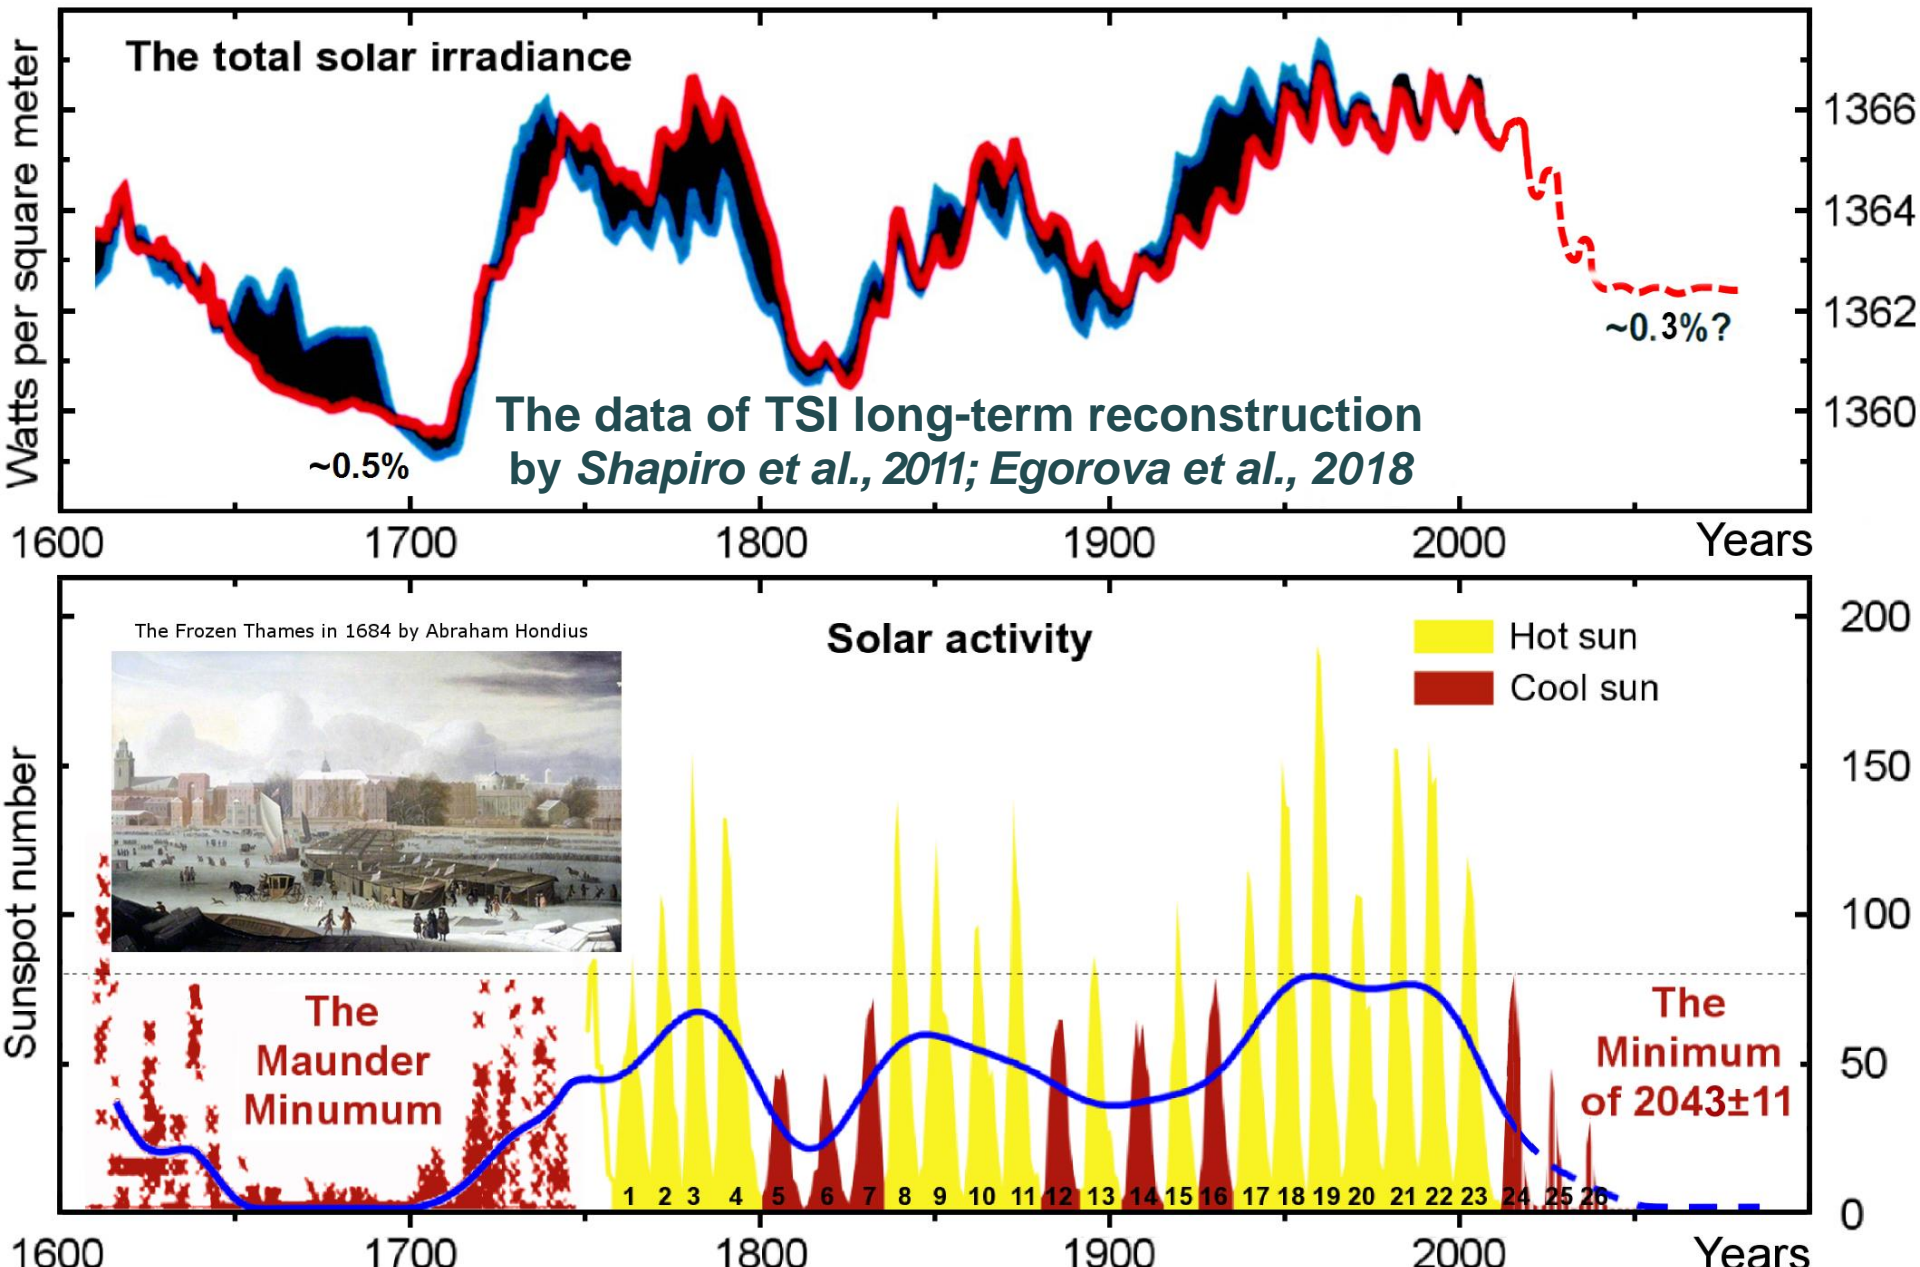 The total solar irradiance
Watts per square meter
1366
1364
1362
1360
~0.3%?
~0.5%
The data of TSI long-term reconstruction
by Shapiro et al., 2011; Egorova et al., 2018
1600 1700 1800 1900 2000 Years
The Frozen Thames in 1684 by Abraham Hondius
Solar activity
Hot sun
Cool sun
Sunspot number
200
150
100
50
0
The
Maunder
Minumum
The
Minimum
of 2043±11
1 2 3 4 5 6 7 8 9 10 11 12 13 14 15 16 17 18 19 20 21 22 23 24 25 26
1600 1700 1800 1900 2000 Years